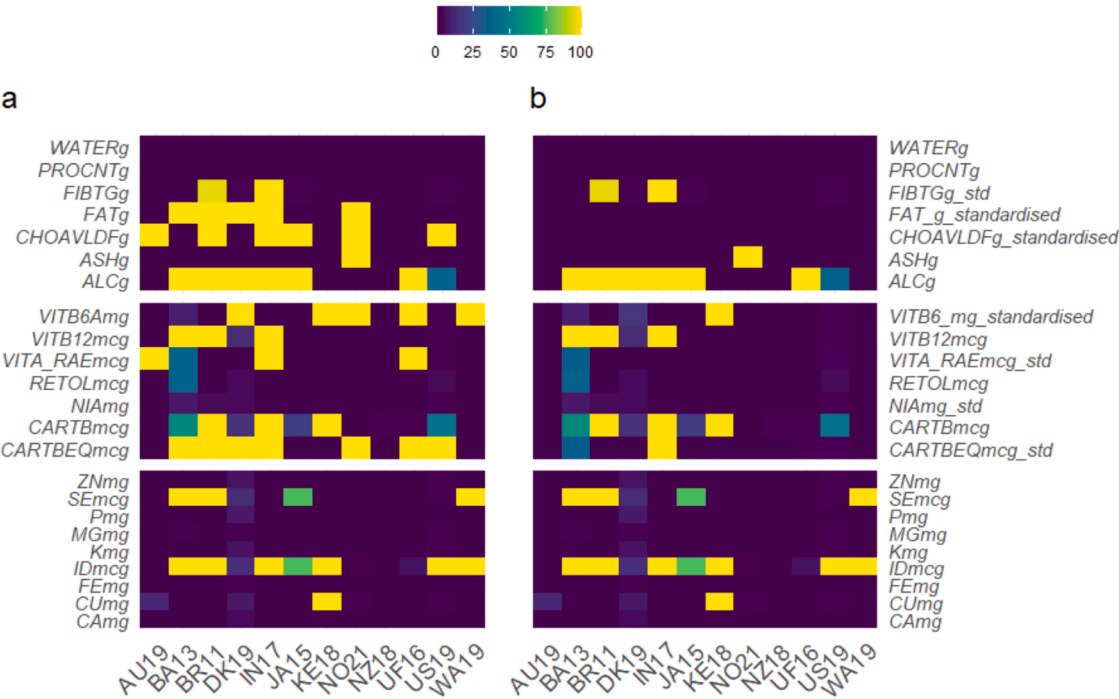 0 25 50 75 100
a
b
WATERg
PROCNTg
FIBTGg
FATg
CHOAVLDFg
ASHg
ALCg
VITB6Amg
VITB12mcg
VITA_RAEmcg
RETOLmcg
NIAmg
CARTBmcg
CARTBEQmcg
ZNmg
SEmcg
Pmg
MGmg
Kmg
IDmcg
FEmg
CUmg
CAmg
AU19 BA13 BR11 DK19 IN17 JA15 KE18 NO21 NZ18 UF16 US19 WA19
WATERg
PROCNTg
FIBTGg_std
FAT_g_standardised
CHOAVLDFg_standardised
ASHg
ALCg
VITB6_mg_standardised
VITB12mcg
VITA_RAEmcg_std
RETOLmcg
NIAmg_std
CARTBmcg
CARTBEQmcg_std
ZNmg
SEmcg
Pmg
MGmg
Kmg
IDmcg
FEmg
CUmg
CAmg
AU19 BA13 BR11 DK19 IN17 JA15 KE18 NO21 NZ18 UF16 US19 WA19